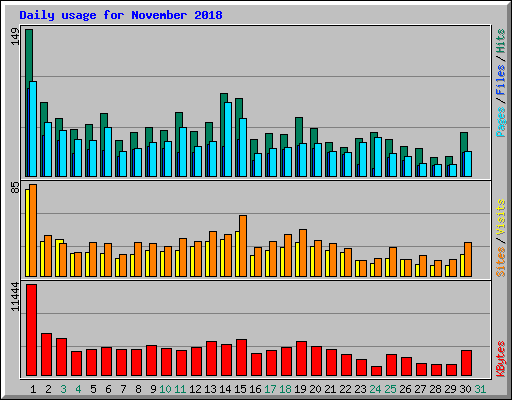 Daily usage for November 2018
149
Pages / Files / Hits
85
Sites / Visits
11444
KBytes
1 2 3 4 5 6 7 8 9 10 11 12 13 14 15 16 17 18 19 20 21 22 23 24 25 26 27 28 29 30 31